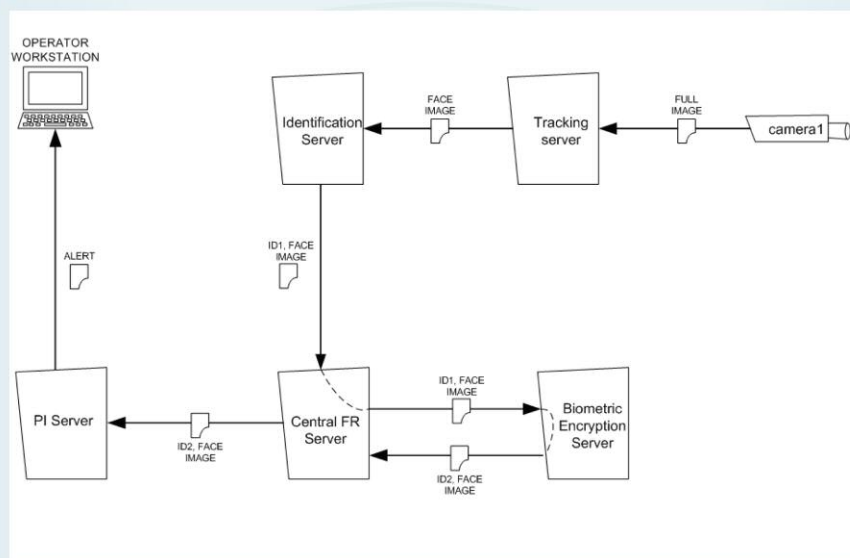 OPERATOR
WORKSTATION
Identification
Server
FACE
IMAGE
Tracking
server
FULL
IMAGE
camera1
ALERT
ID1, FACE
IMAGE
PI Server
ID2, FACE
IMAGE
Central FR
Server
ID1, FACE
IMAGE
ID2, FACE
IMAGE
Biometric
Encryption
Server